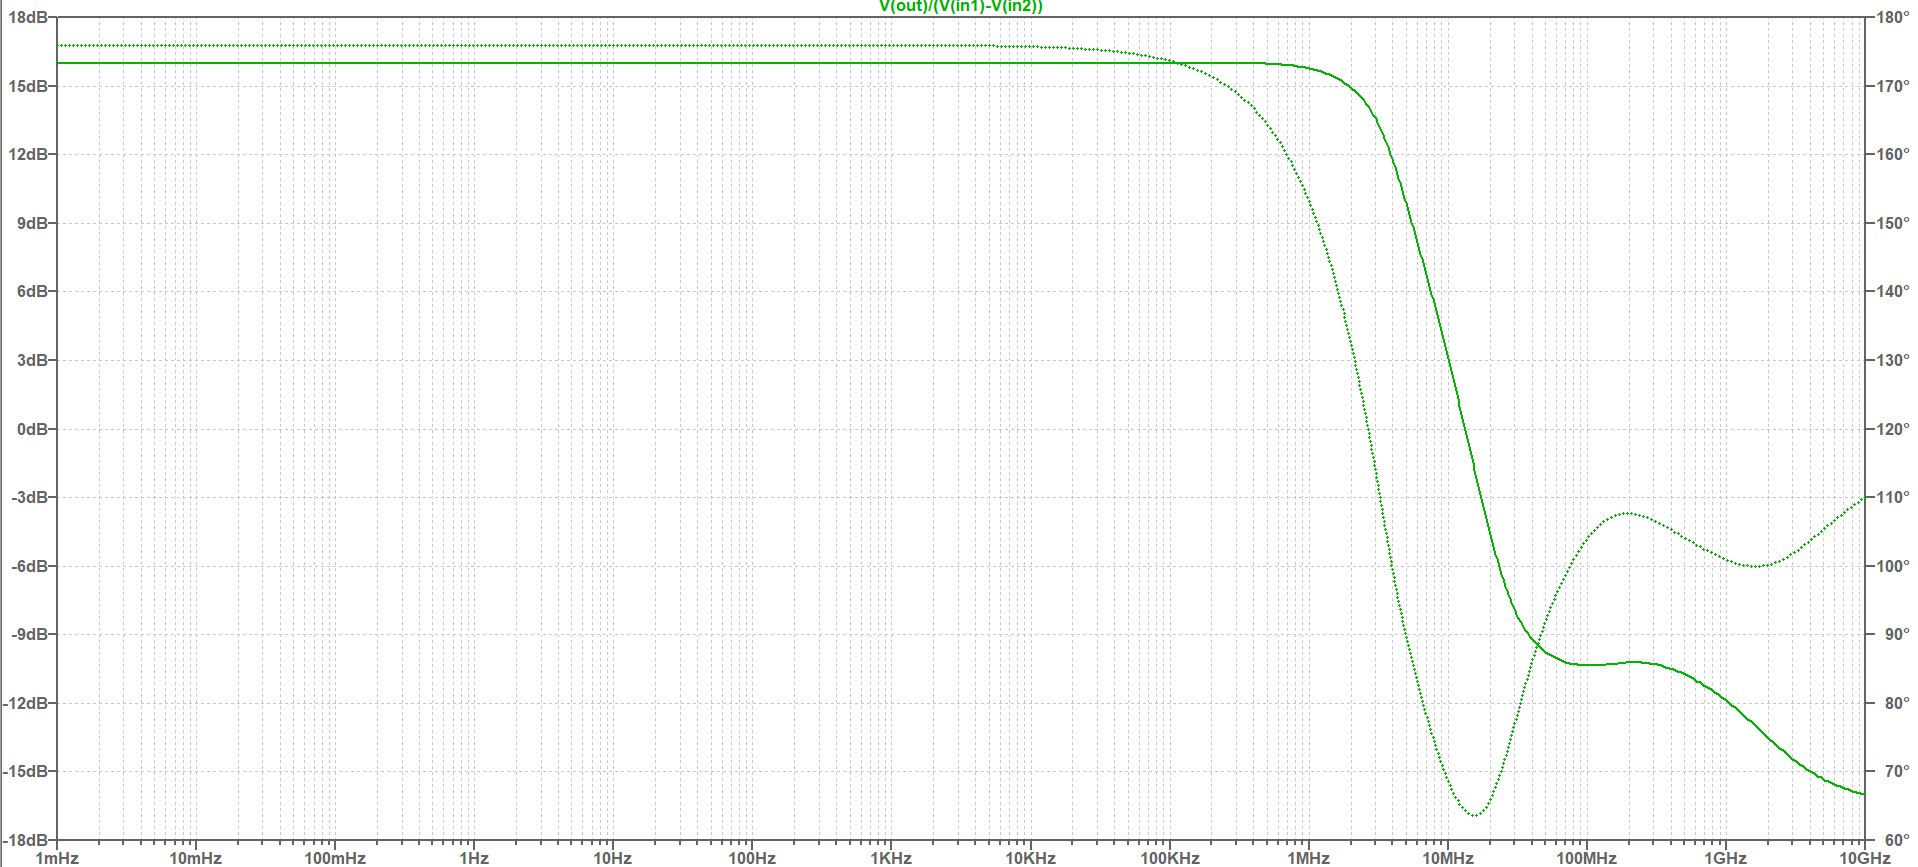 V(out)/(V(in1)-V(in2))
18dB
15dB
12dB
9dB
6dB
3dB
0dB
-3dB
-6dB
-9dB
-12dB
-15dB
-18dB
180°
170°
160°
150°
140°
130°
120°
110°
100°
90°
80°
70°
60°
1mHz 10mHz 100mHz 1Hz 10Hz 100Hz 1KHz 10KHz 100KHz 1MHz 10MHz 100MHz 1GHz 10GHz